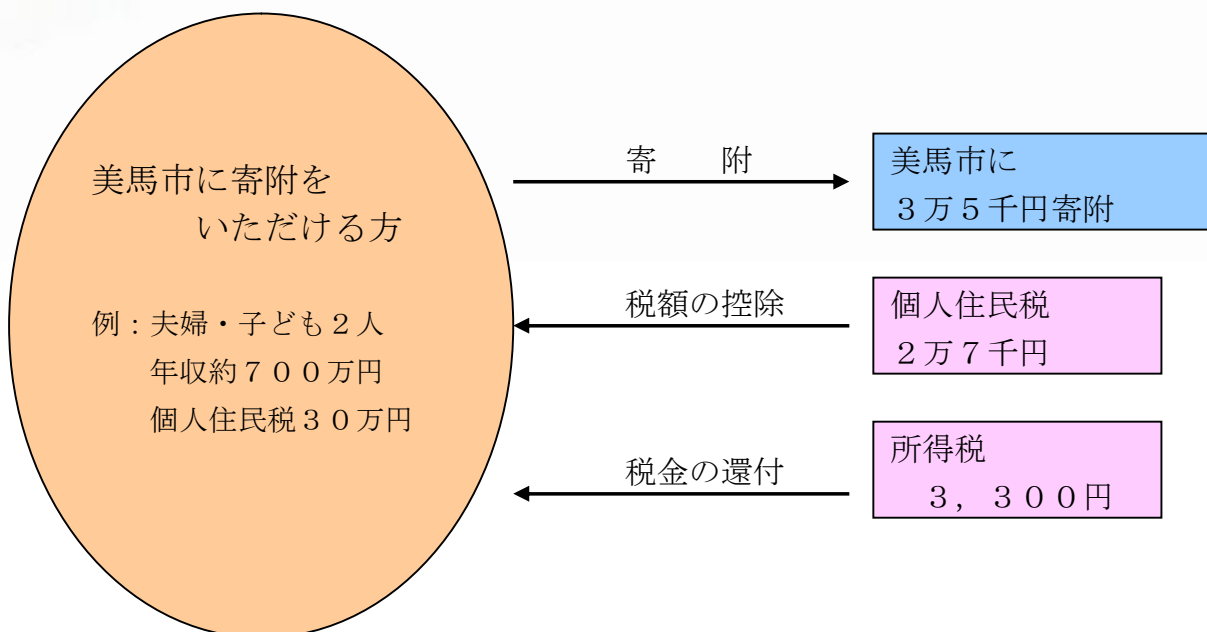 美馬市に寄附を
いただける方
例：夫婦・子ども２人
年収約７００万円
個人住民税３０万円
寄　　附
美馬市に
３万５千円寄附
税額の控除
個人住民税
２万７千円
税金の還付
所得税
３，３００円